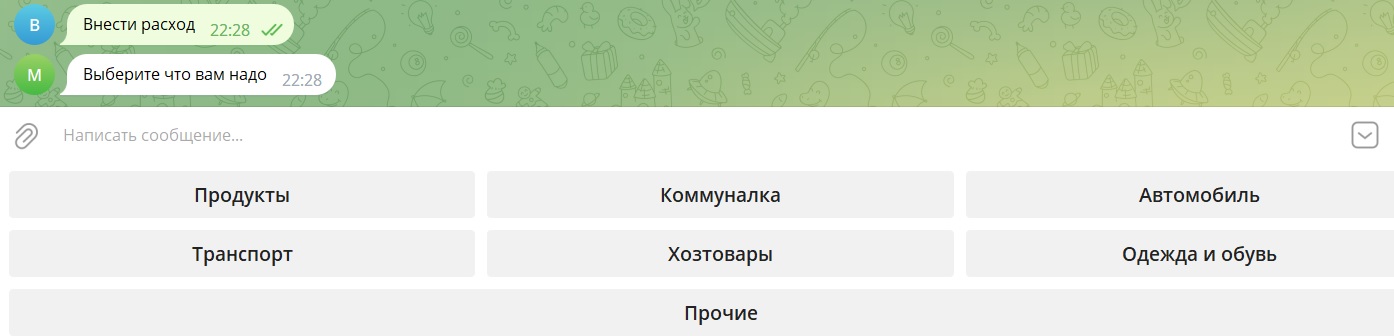 В Внести расход 22:28
М Выберите что вам надо 22:28
Написать сообщение...
Продукты Коммуналка Автомобиль
Транспорт Хозтовары Одежда и обувь
Прочие